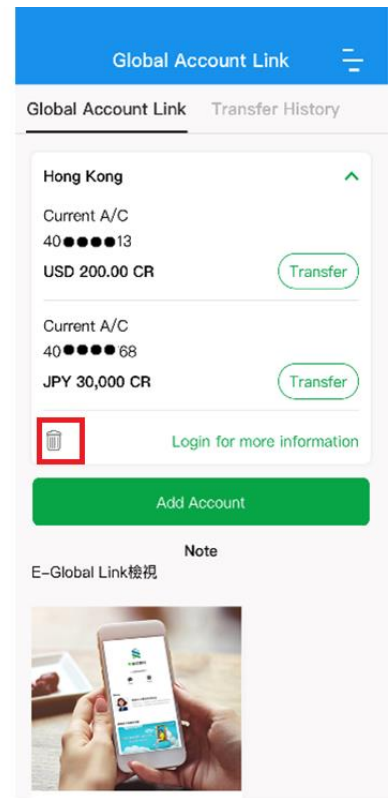 Global Account Link
Global Account Link Transfer History
Hong Kong
Current A/C
40●●●●13
USD 200.00 CR Transfer
Current A/C
40●●●●68
JPY 30,000 CR Transfer
Login for more information
Add Account
Note
E-Global Link檢視